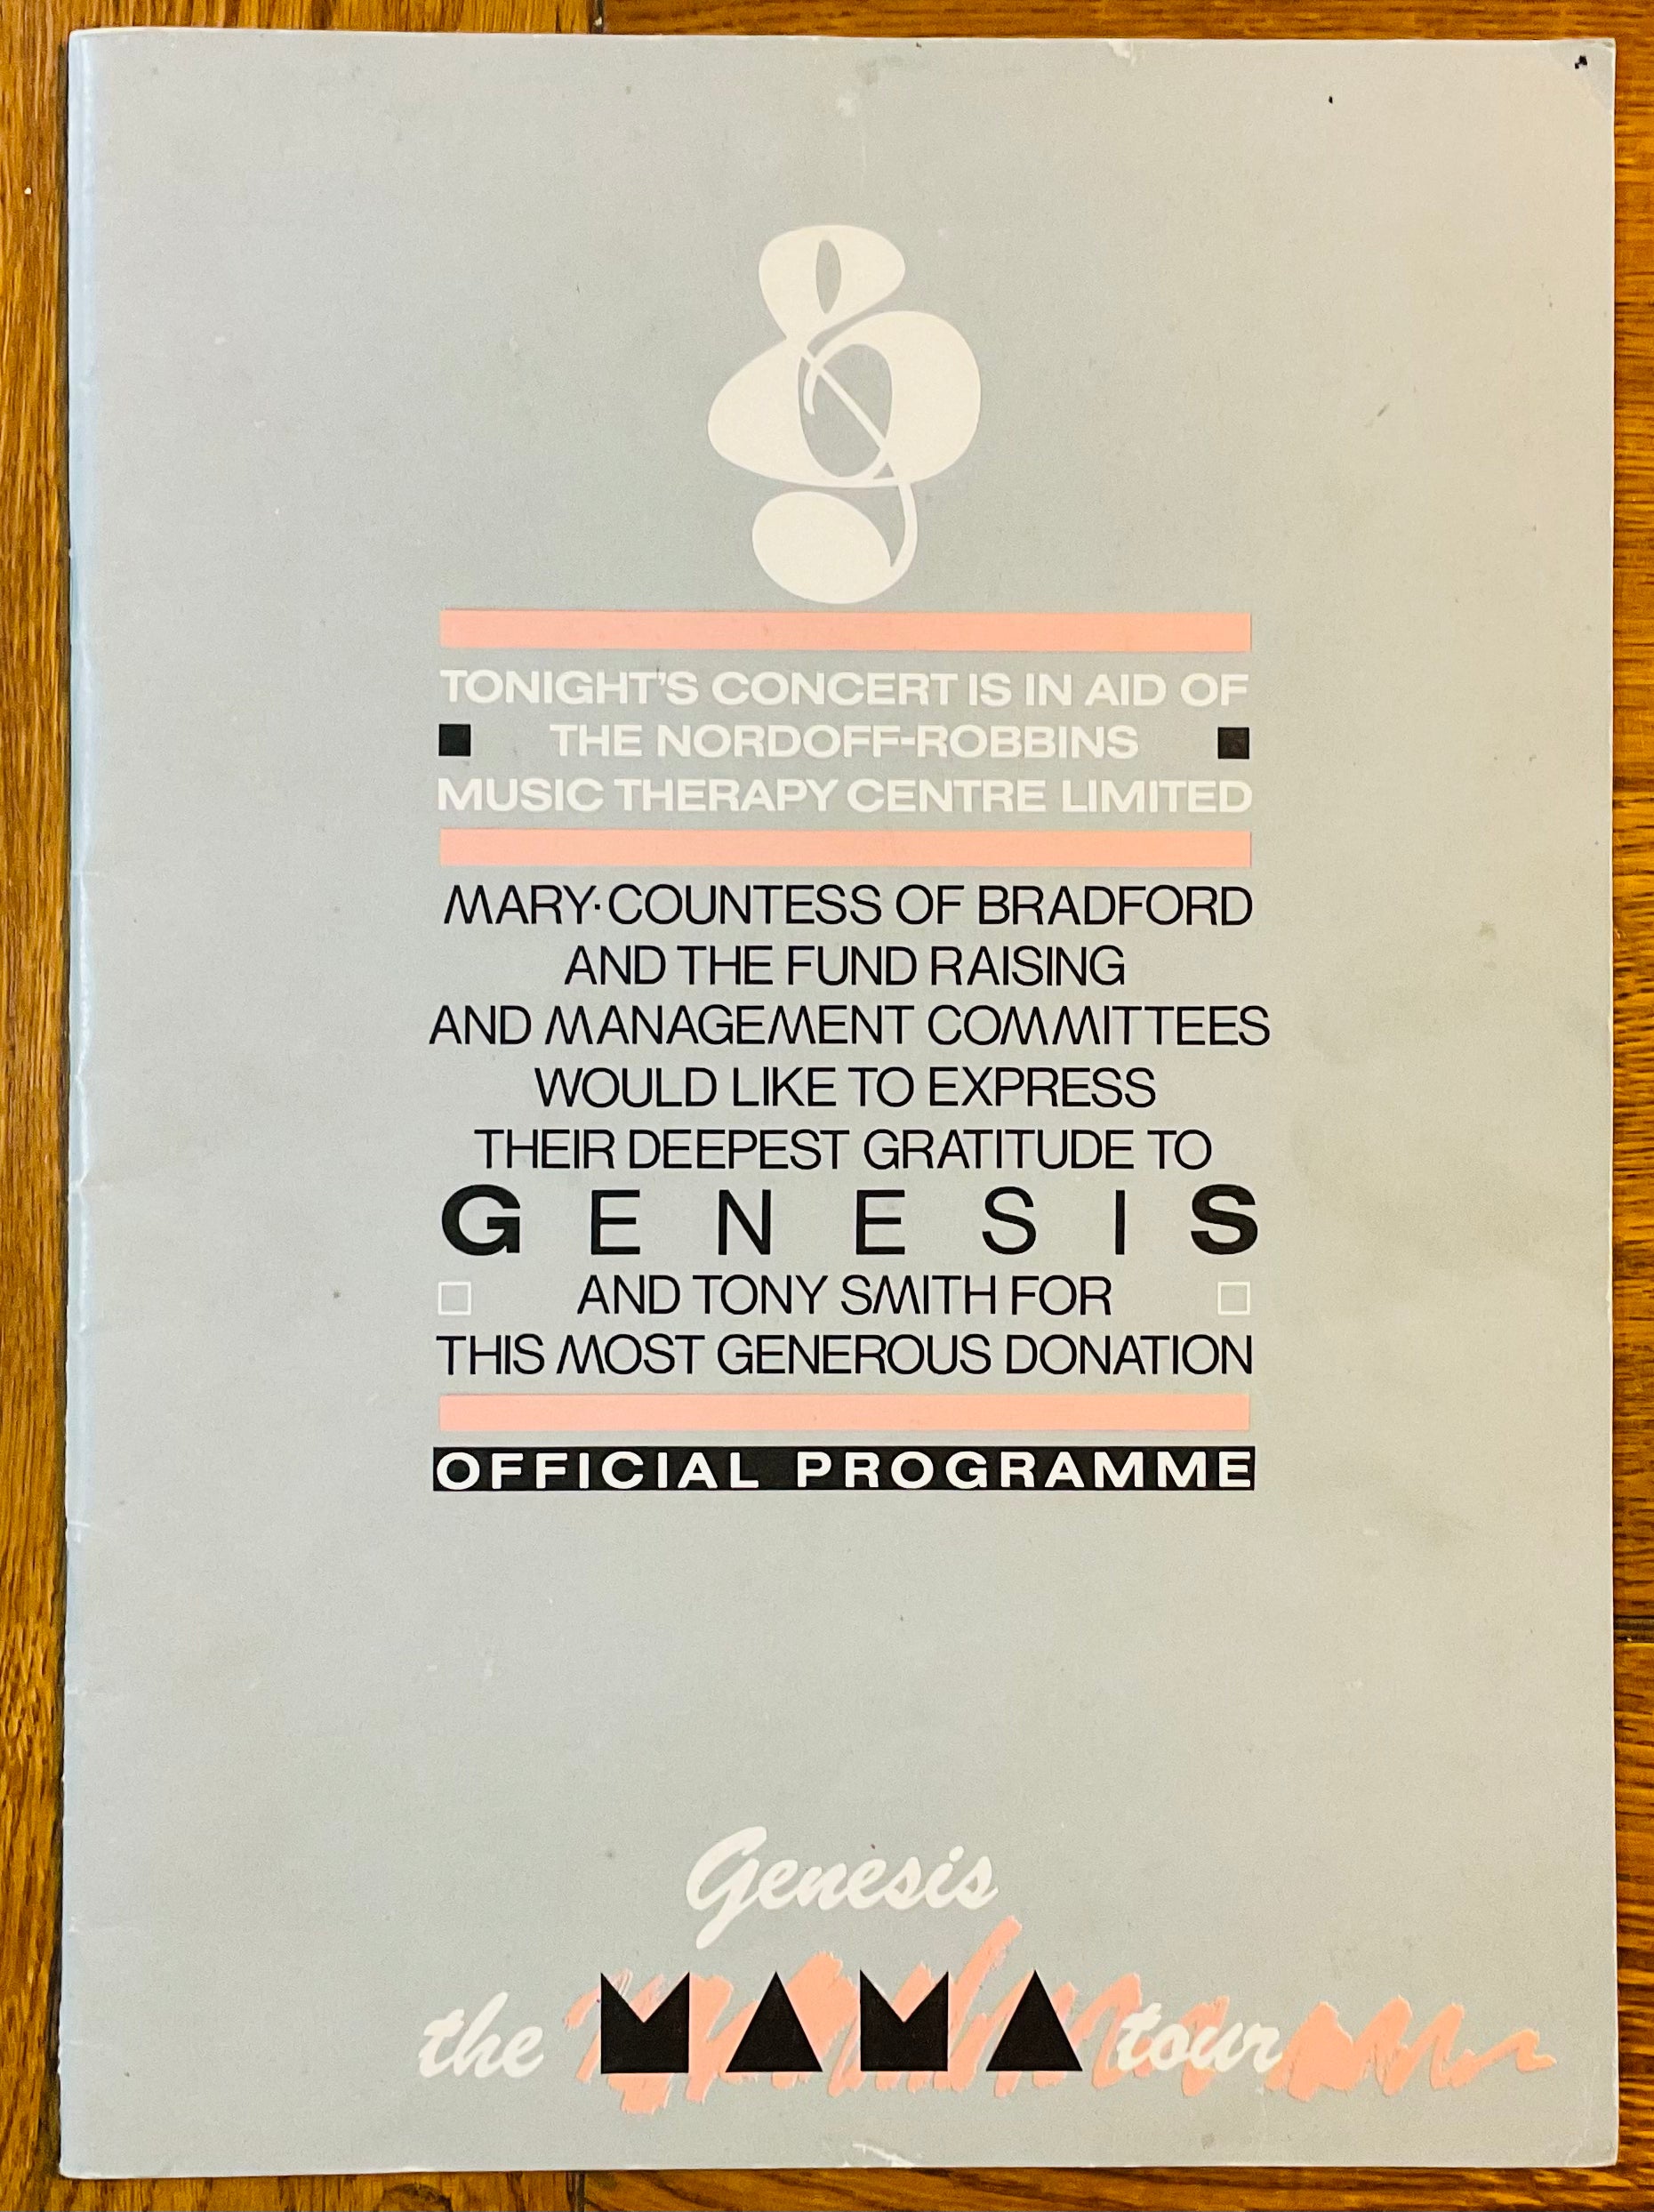 TONIGHT'S CONCERT IS IN AID OF
THE NORDOFF-ROBBINS
MUSIC THERAPY CENTRE LIMITED
MARY·COUNTESS OF BRADFORD
AND THE FUND RAISING
AND MANAGEMENT COMMITTEES
WOULD LIKE TO EXPRESS
THEIR DEEPEST GRATITUDE TO
GENESIS
AND TONY SMITH FOR
THIS MOST GENEROUS DONATION
OFFICIAL PROGRAMME
Genesis
the MAMA tour